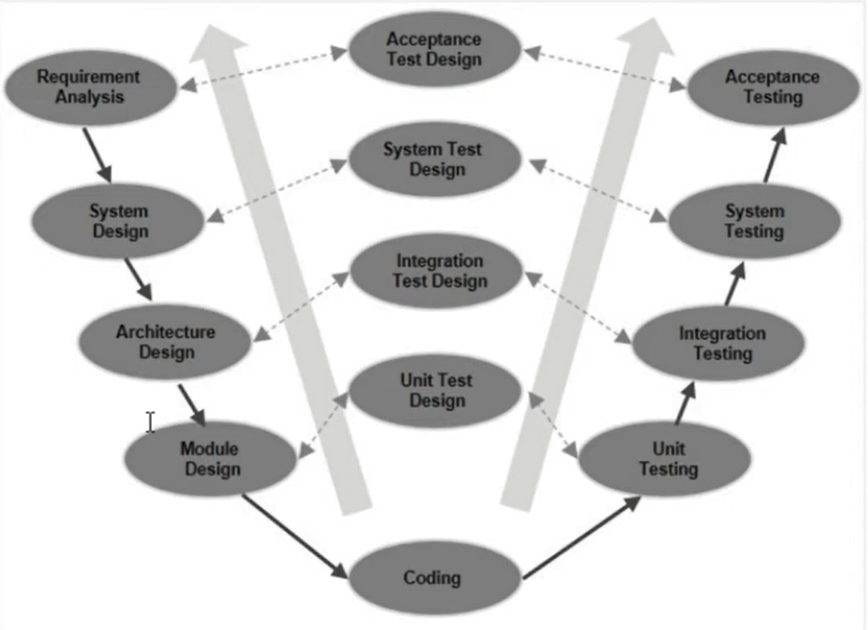 Acceptance
Test Design
Requirement
Analysis
Acceptance
Testing
System Test
Design
System
Design
System
Testing
Integration
Test Design
Architecture
Design
Integration
Testing
Unit Test
Design
Module
Design
Unit
Testing
Coding